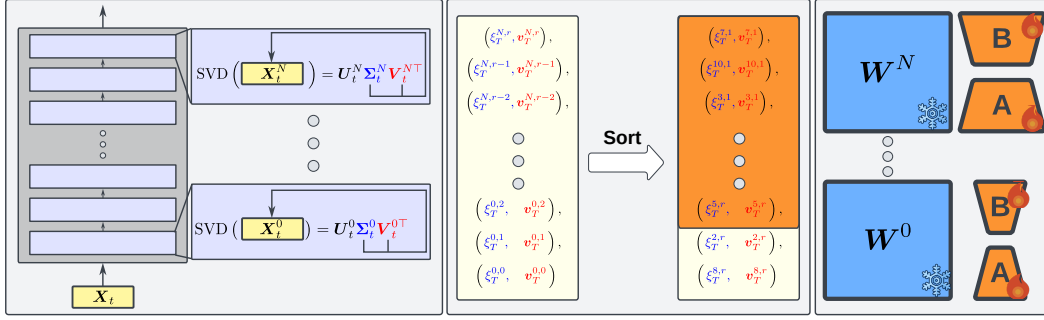 SVD ( X_t^N ) = U_t^N Σ_t^N V_t^{N⊤}
SVD ( X_t^0 ) = U_t^0 Σ_t^0 V_t^{0⊤}
X_t
(ξ_T^{N,r}, v_T^{N,r}),
(ξ_T^{N,r−1}, v_T^{N,r−1}),
(ξ_T^{N,r−2}, v_T^{N,r−2}),
(ξ_T^{0,2}, v_T^{0,2}),
(ξ_T^{0,1}, v_T^{0,1}),
(ξ_T^{0,0}, v_T^{0,0})
Sort
(ξ_T^{7,1}, v_T^{7,1}),
(ξ_T^{10,1}, v_T^{10,1}),
(ξ_T^{3,1}, v_T^{3,1}),
(ξ_T^{5,r}, v_T^{5,r}),
(ξ_T^{2,r}, v_T^{2,r}),
(ξ_T^{8,r}, v_T^{8,r})
W^N
B
A
W^0
B
A